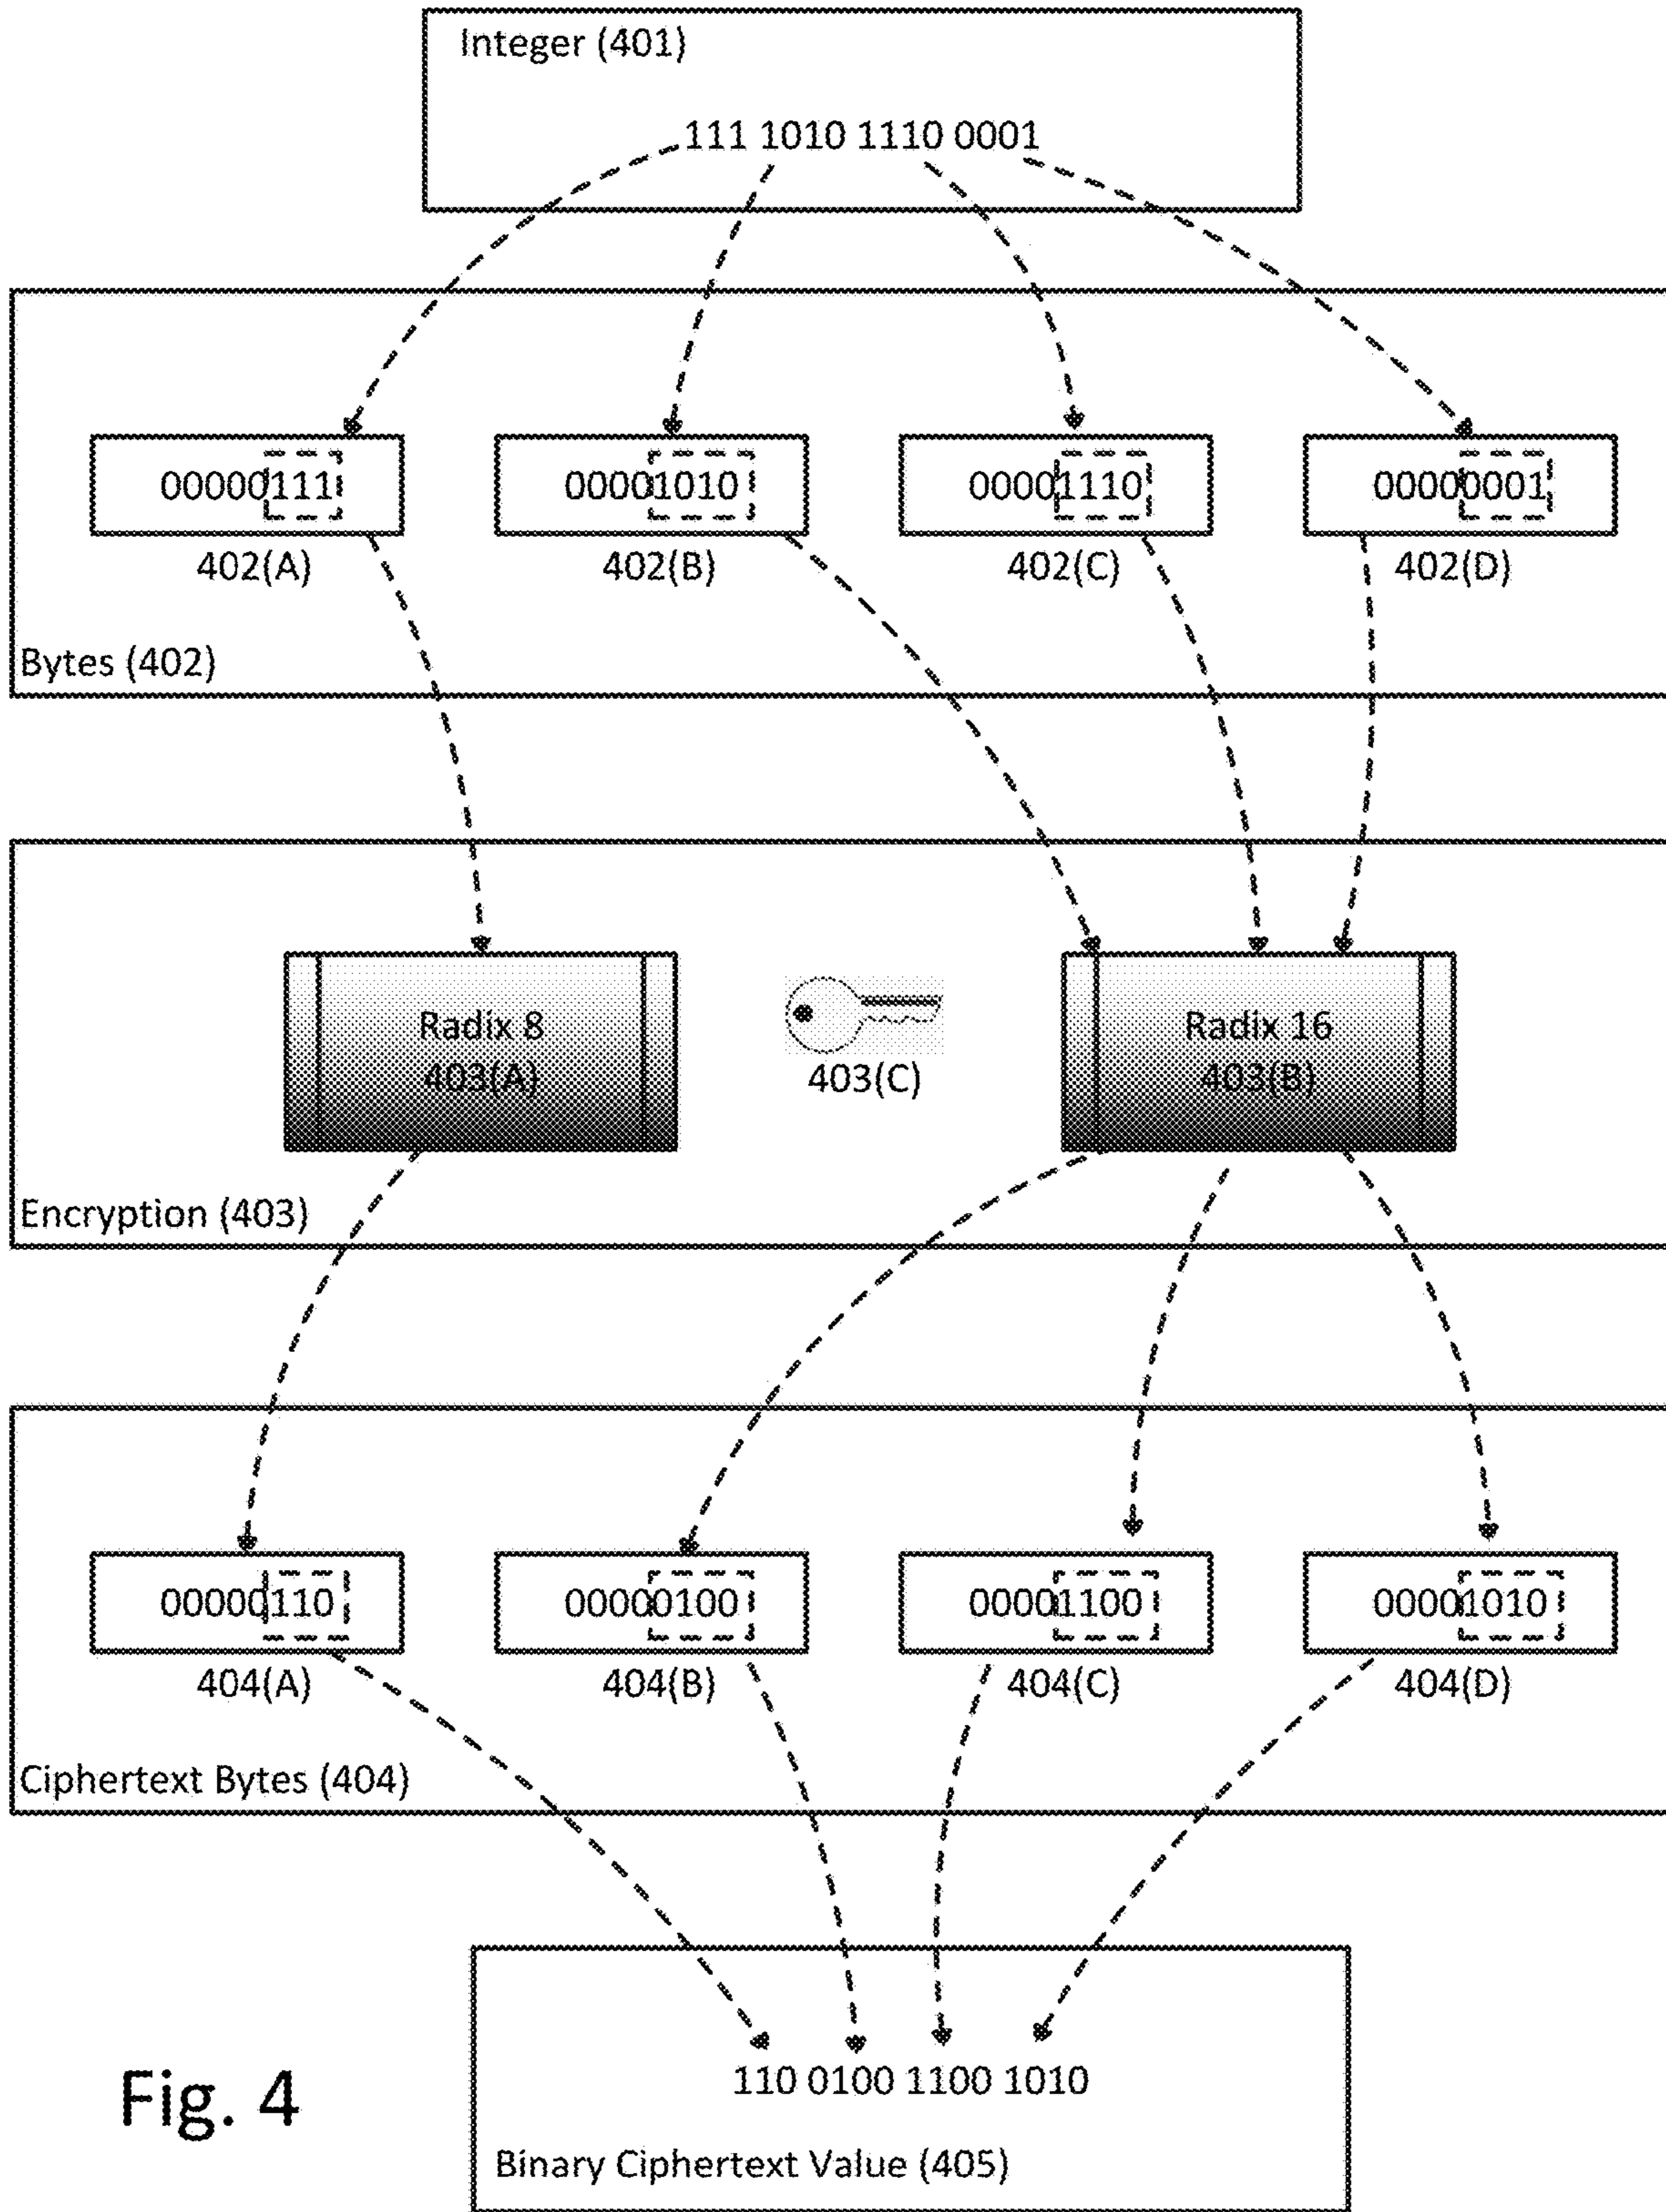 Integer (401)
111 1010 1110 0001
00000111 00001010 00001110 00000001
402(A) 402(B) 402(C) 402(D)
Bytes (402)
Radix 8 Radix 16
403(A) 403(C) 403(B)
Encryption (403)
00000110 00000100 00001100 00001010
404(A) 404(B) 404(C) 404(D)
Ciphertext Bytes (404)
110 0100 1100 1010
Fig. 4
Binary Ciphertext Value (405)